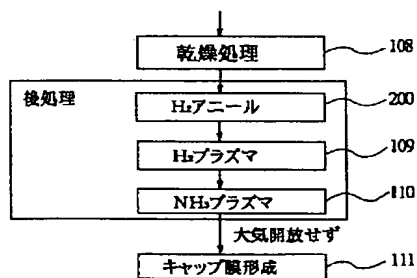 乾燥処理 108
後処理
H₂アニール 200
H₂プラズマ 109
NH₃プラズマ 110
大気開放せず
キャップ膜形成 111